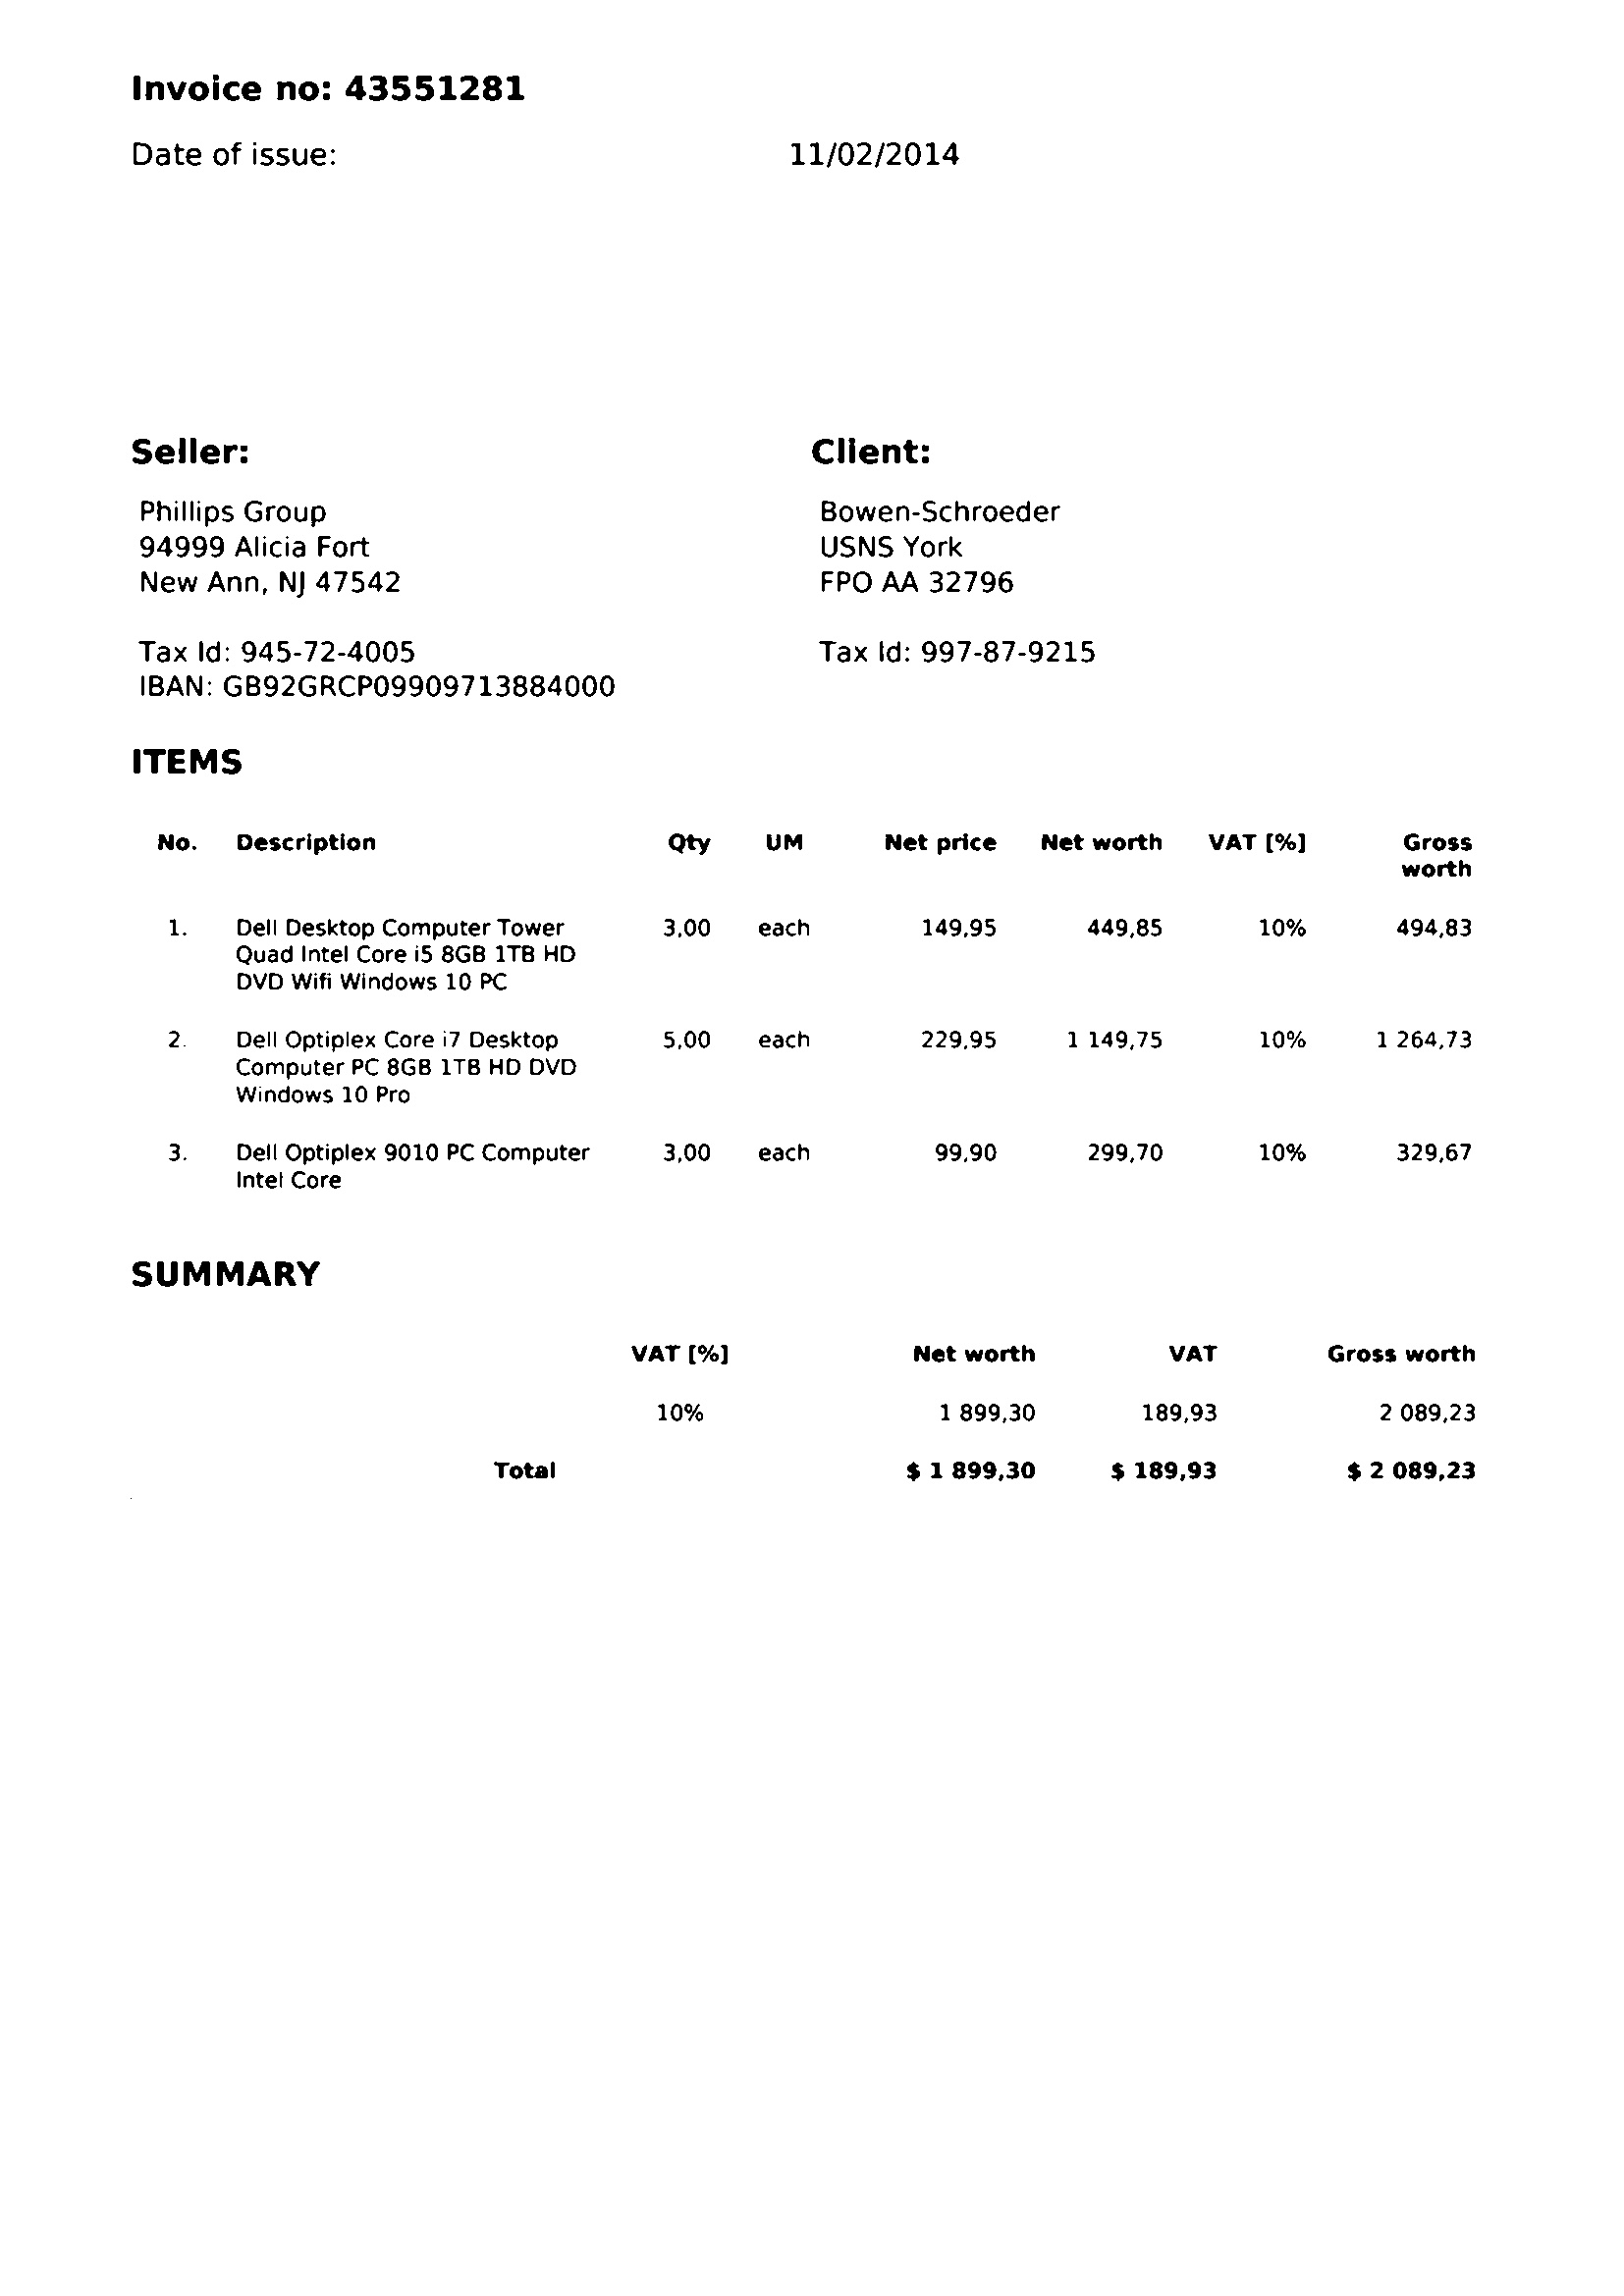 Invoice no: 43551281
Date of issue: 11/02/2014
Seller: Client:
Phillips Group Bowen-Schroeder
94999 Alicia Fort USNS York
New Ann, NJ 47542 FPO AA 32796
Tax Id: 945-72-4005 Tax Id: 997-87-9215
IBAN: GB92GRCP09909713884000
ITEMS
No. Description Qty UM Net price Net worth VAT [%] Gross
worth
1. Dell Desktop Computer Tower 3,00 each 149,95 449,85 10% 494,83
Quad Intel Core i5 8GB 1TB HD
DVD Wifi Windows 10 PC
2. Dell Optiplex Core i7 Desktop 5,00 each 229,95 1 149,75 10% 1 264,73
Computer PC 8GB 1TB HD DVD
Windows 10 Pro
3. Dell Optiplex 9010 PC Computer 3,00 each 99,90 299,70 10% 329,67
Intel Core
SUMMARY
VAT [%] Net worth VAT Gross worth
10% 1 899,30 189,93 2 089,23
Total $ 1 899,30 $ 189,93 $ 2 089,23